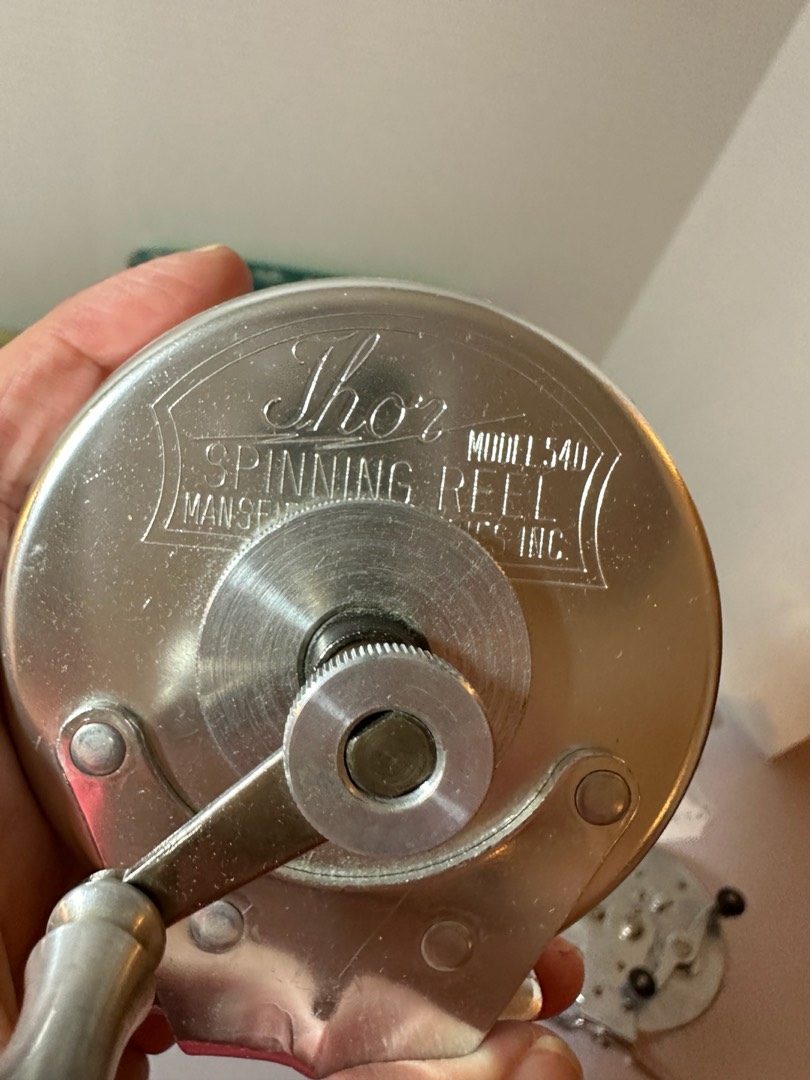 Thor
MODEL 540
SPINNING REEL
INC.